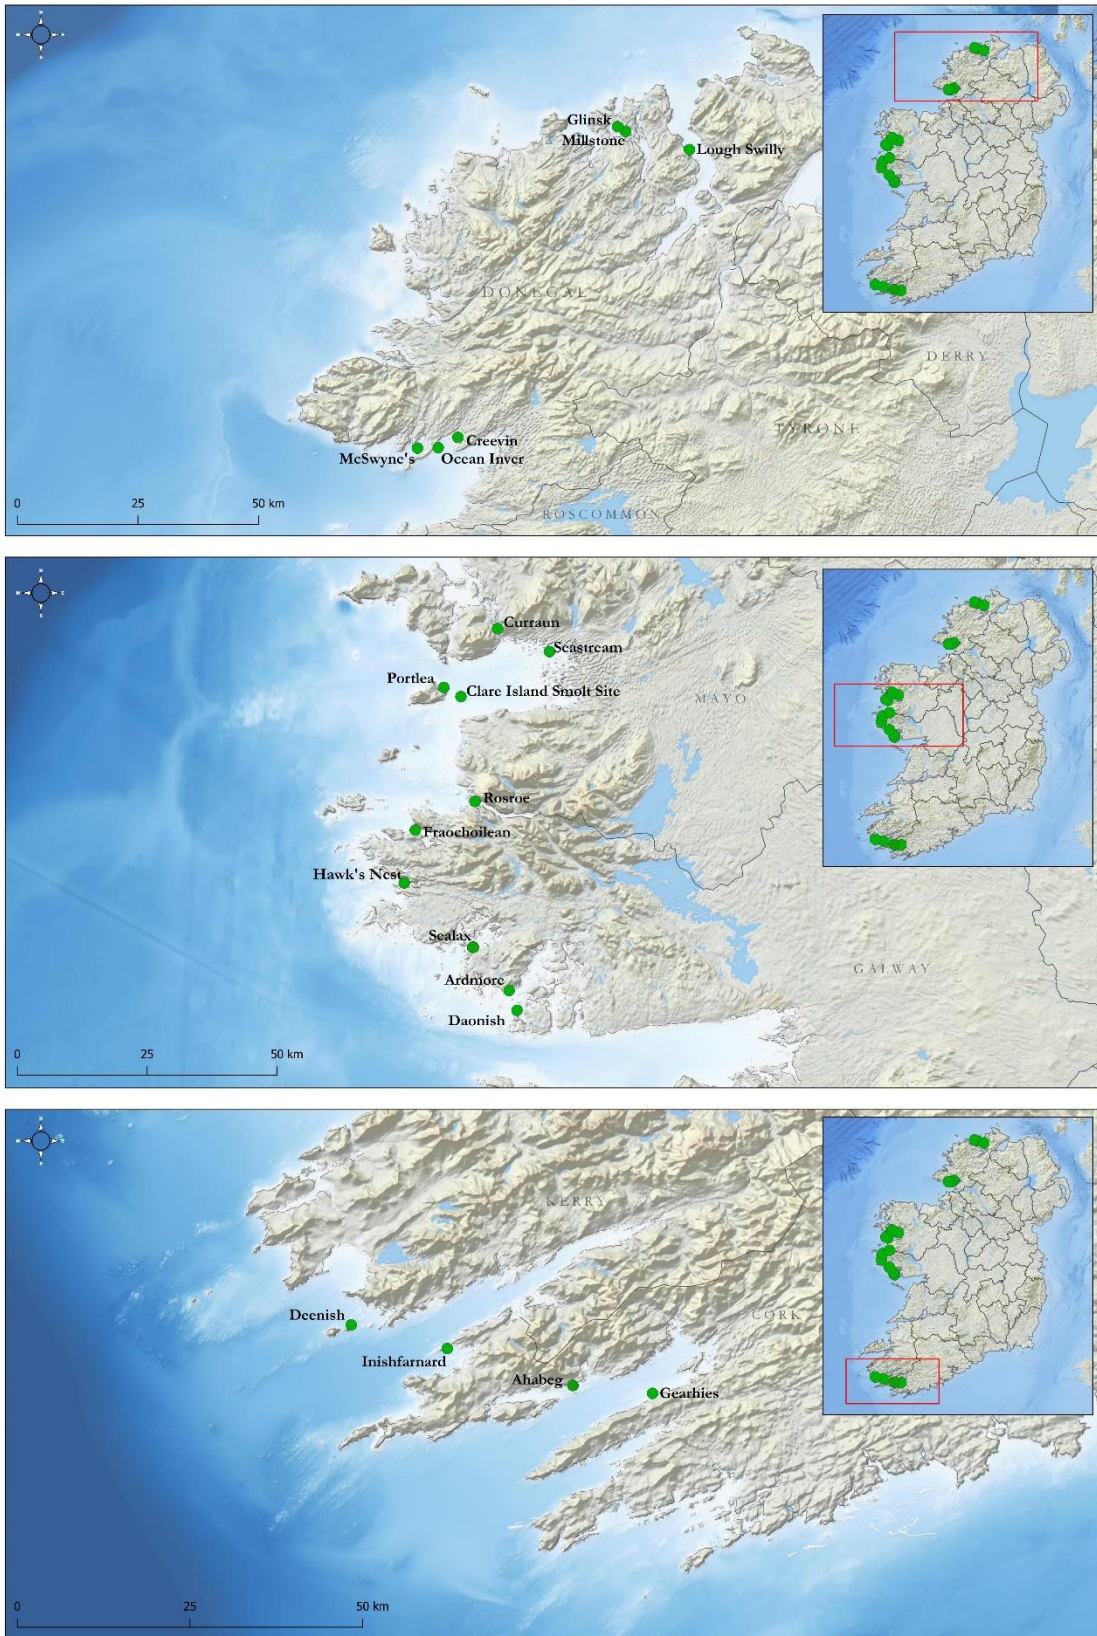 Glinsk
Millstone
Lough Swilly
DONEGAL
DERRY
TYRONE
Creevin
McSwyne's
Ocean Inver
ROSCOMMON
0 25 50 km
Curraun
Seastream
Portlea
Clare Island Smolt Site
MAYO
Rosroe
Fraochoilean
Hawk's Nest
Sealax
GALWAY
Ardmore
Daonish
0 25 50 km
KERRY
Deenish
CORK
Inishfarnard
Ahabeg
Gearhies
0 25 50 km